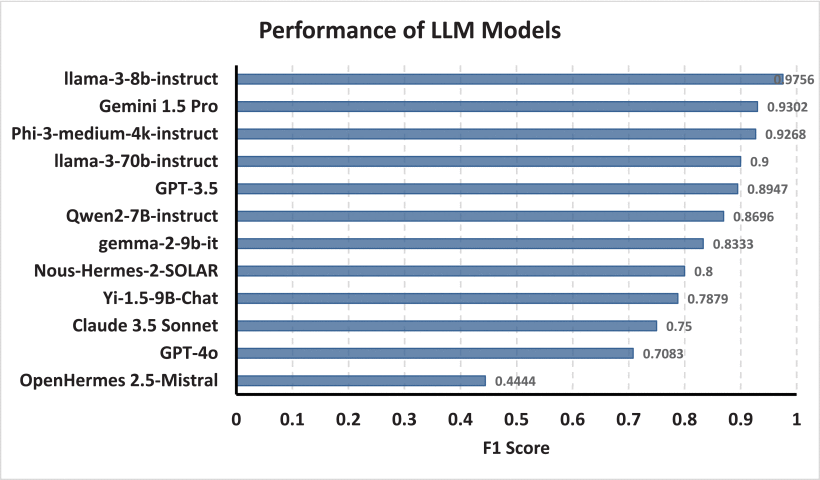 Performance of LLM Models
llama-3-8b-instruct 0.9756
Gemini 1.5 Pro 0.9302
Phi-3-medium-4k-instruct 0.9268
llama-3-70b-instruct 0.9
GPT-3.5 0.8947
Qwen2-7B-instruct 0.8696
gemma-2-9b-it 0.8333
Nous-Hermes-2-SOLAR 0.8
Yi-1.5-9B-Chat 0.7879
Claude 3.5 Sonnet 0.75
GPT-4o 0.7083
OpenHermes 2.5-Mistral 0.4444
0 0.1 0.2 0.3 0.4 0.5 0.6 0.7 0.8 0.9 1
F1 Score